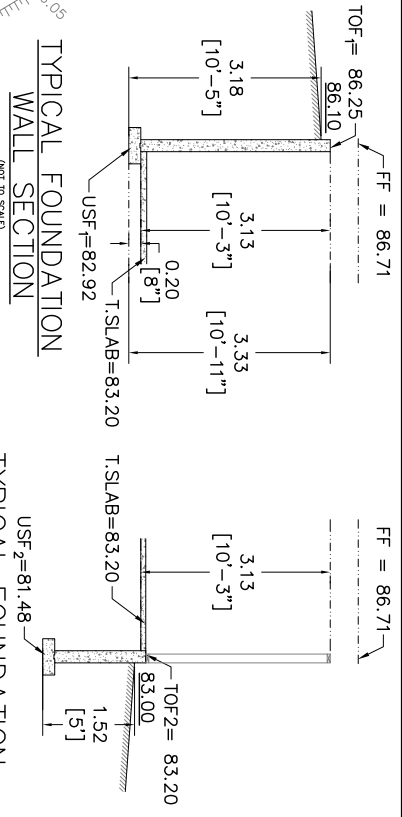 FF = 86.71
TOF1= 86.25
86.10
3.18
[10'-5"]
3.13
[10'-3"]
3.33
[10'-11"]
0.20
[8"]
T.SLAB=83.20
USF1=82.92
TYPICAL FOUNDATION
WALL SECTION
(NOT TO SCALE)
FF = 86.71
3.13
[10'-3"]
T.SLAB=83.20
TOF2= 83.20
83.00
1.52
[5']
USF2=81.48
TYPICAL FOUNDATION